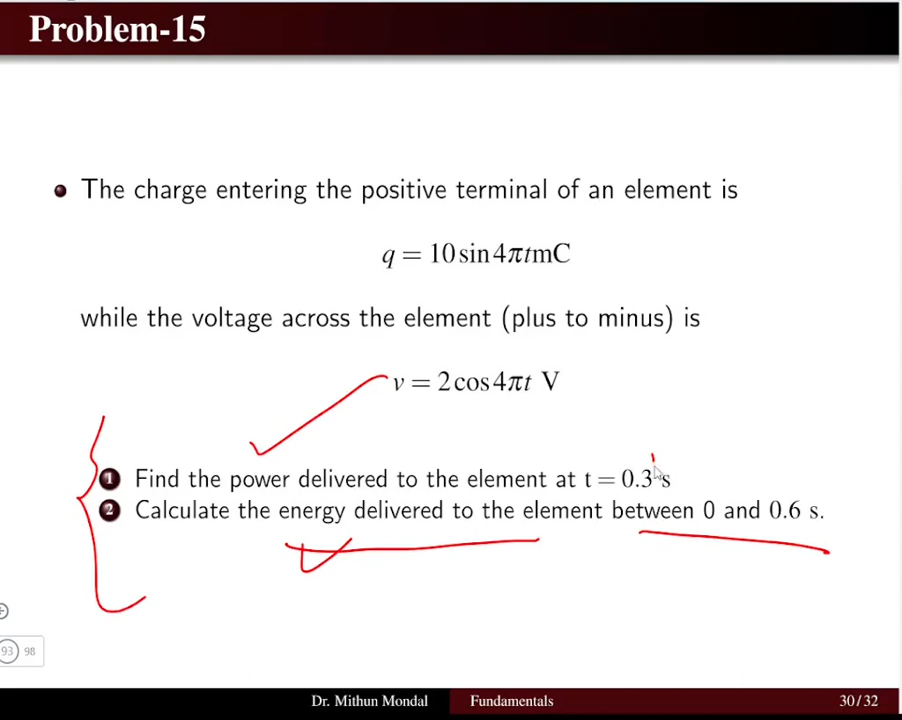 Problem-15
The charge entering the positive terminal of an element is
q = 10 sin 4πtmC
while the voltage across the element (plus to minus) is
v = 2 cos 4πt V
1 Find the power delivered to the element at t = 0.3 s
2 Calculate the energy delivered to the element between 0 and 0.6 s.
93 98
Dr. Mithun Mondal Fundamentals 30/32